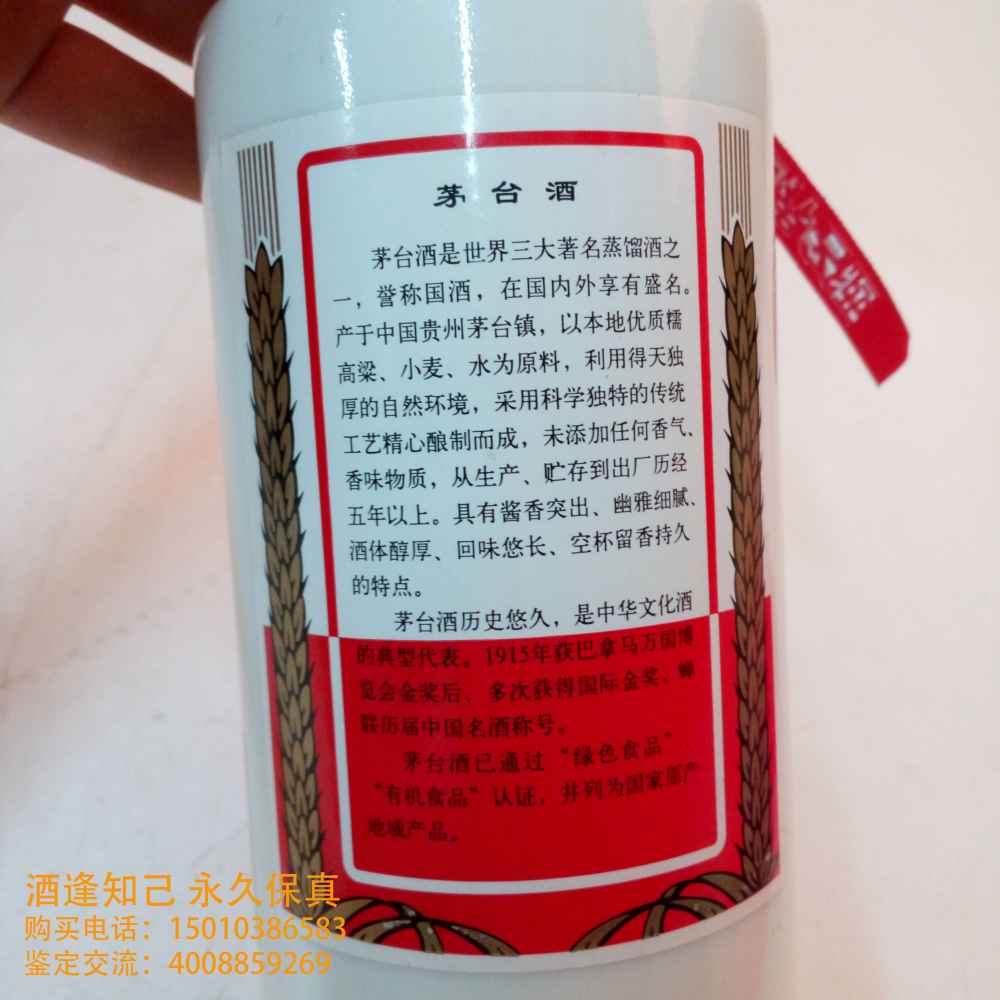 茅台酒
茅台酒是世界三大著名蒸馏酒之
一，誉称国酒，在国内外享有盛名。
产于中国贵州茅台镇，以本地优质糯
高粱、小麦、水为原料，利用得天独
厚的自然环境，采用科学独特的传统
工艺精心酿制而成，未添加任何香气、
香味物质，从生产、贮存到出厂历经
五年以上。具有酱香突出、幽雅细腻、
酒体醇厚、回味悠长、空杯留香持久
的特点。
茅台酒历史悠久，是中华文化酒
的典型代表。1915年获巴拿马万国博
览会金奖后，多次获得国际金奖，蝉
联历届中国名酒称号。
茅台酒已通过“绿色食品”
“有机食品”认证，并列为国家原产
地域产品。
酒逢知己 永久保真
购买电话：15010386583
鉴定交流：4008859269